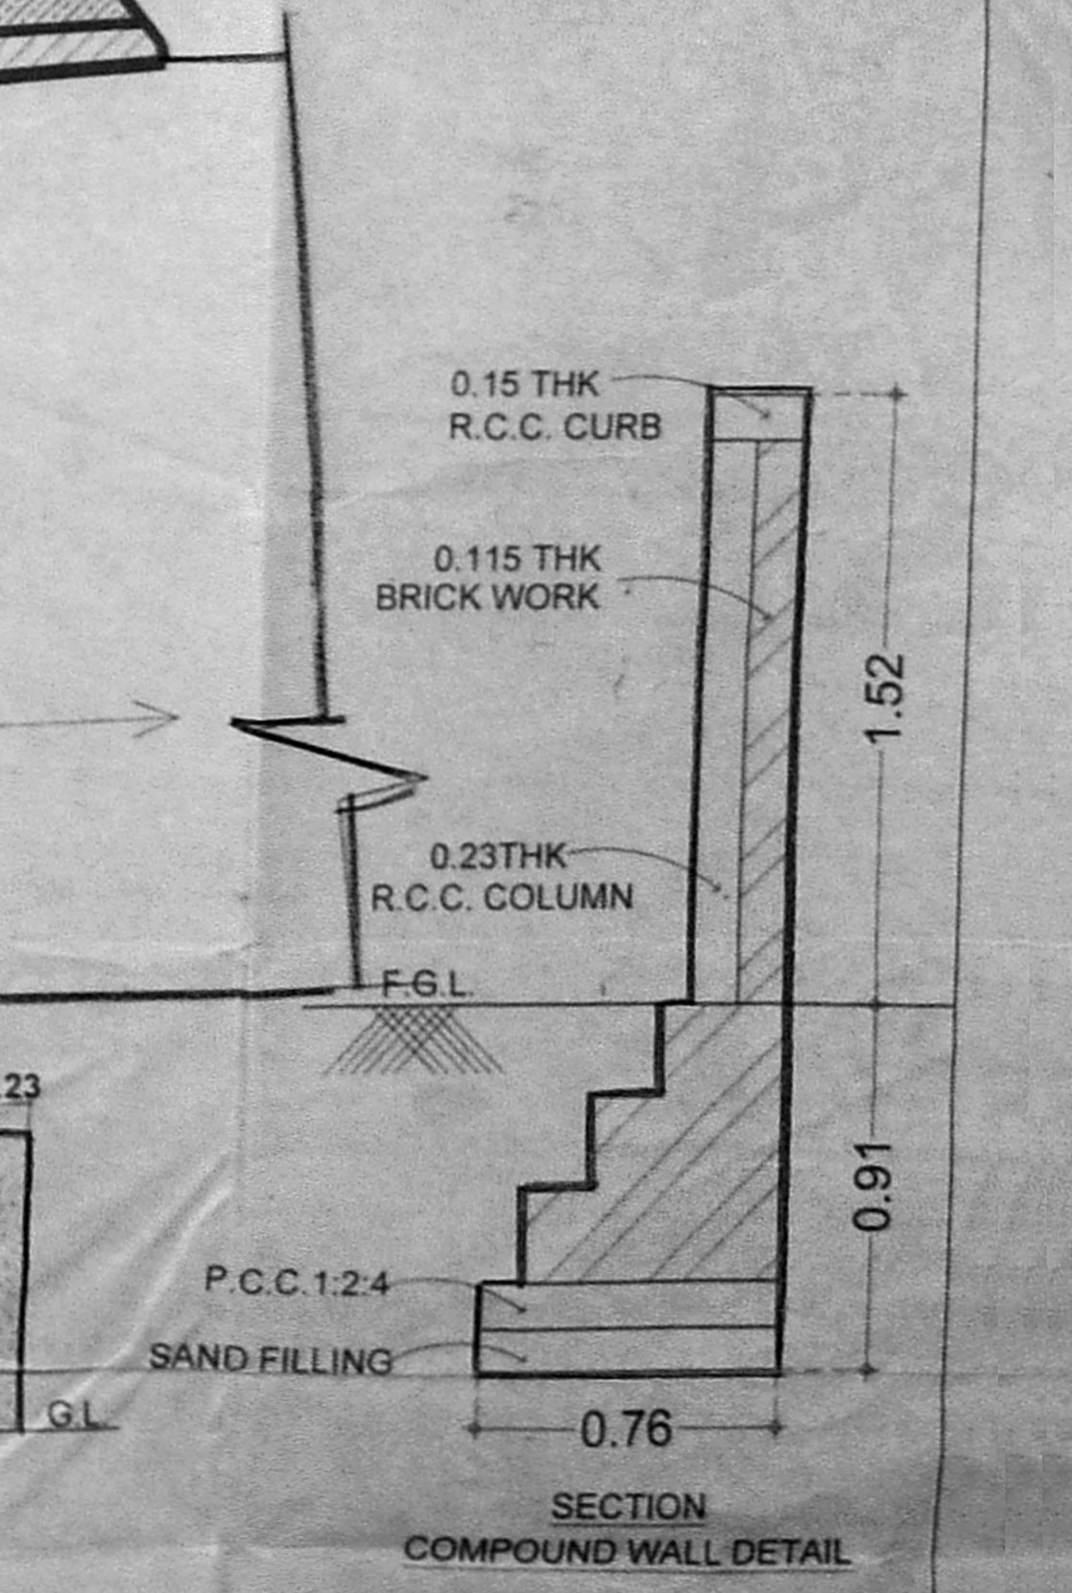 0.15 THK
R.C.C. CURB
0.115 THK
BRICK WORK
1.52
0.23THK
R.C.C. COLUMN
F.G.L.
.23
0.91
P.C.C.1:2:4
SAND FILLING
G.L.
0.76
SECTION
COMPOUND WALL DETAIL